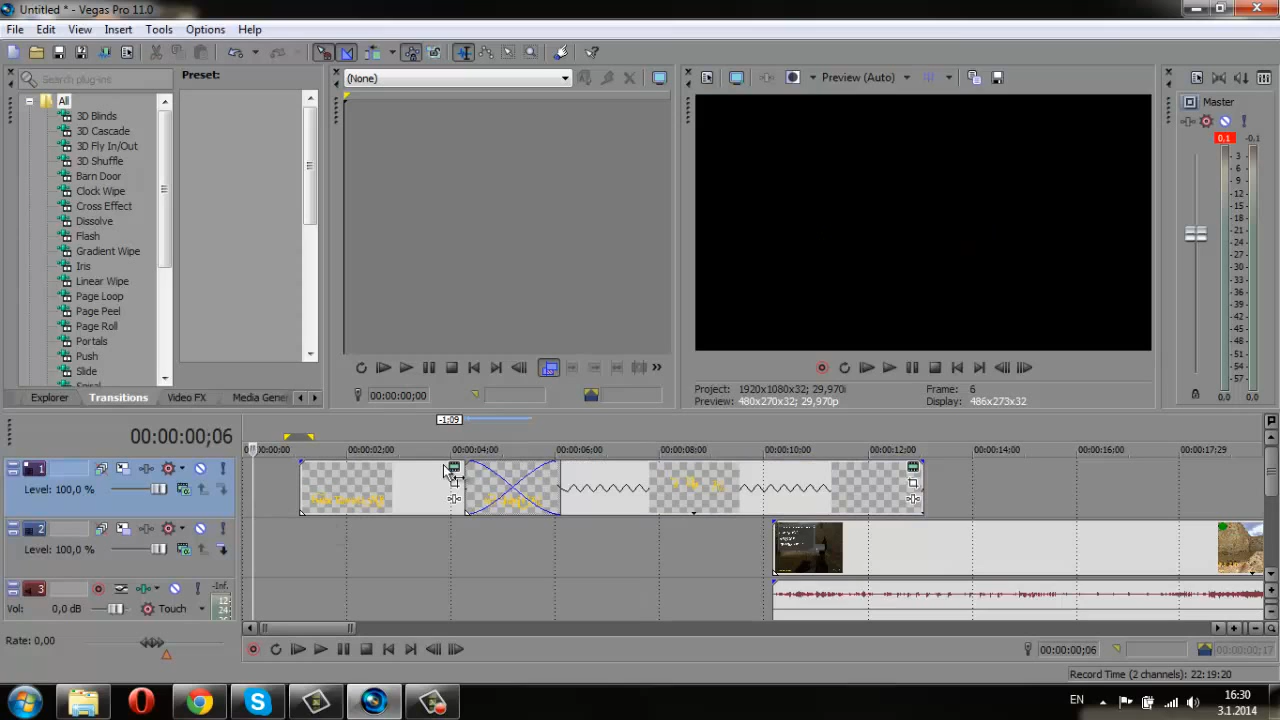 Untitled * - Vegas Pro 11.0
File Edit View Insert Tools Options Help
Search plug-ins
Preset:
(None)
Preview (Auto)
Master
All
3D Blinds
3D Cascade
3D Fly In/Out
3D Shuffle
Barn Door
Clock Wipe
Cross Effect
Dissolve
Flash
Gradient Wipe
Iris
Linear Wipe
Page Loop
Page Peel
Page Roll
Portals
Push
Slide
Spiral
0.1 -0.1
3
6
9
12
15
18
21
24
27
30
33
36
39
42
45
48
51
54
57
0.0 0.0
00:00:00;00
Project: 1920x1080x32; 29,970i
Preview: 480x270x32; 29,970p
Frame: 6
Display: 486x273x32
Explorer Transitions Video FX Media Gene
-1:09
00:00:00;06
00:00:00 00:00:02;00 00:00:04;00 00:00:06;00 00:00:08;00 00:00:10;00 00:00:12;00 00:00:14;00 00:00:16;00 00:00:17;29
1
Level: 100,0 %
2
Level: 100,0 %
3
-Inf.
Vol: 0,0 dB Touch
12
24
Rate: 0,00
00:00:00;06
00:00:00;17
Record Time (2 channels): 22:19:20
EN
16:30
3.1.2014